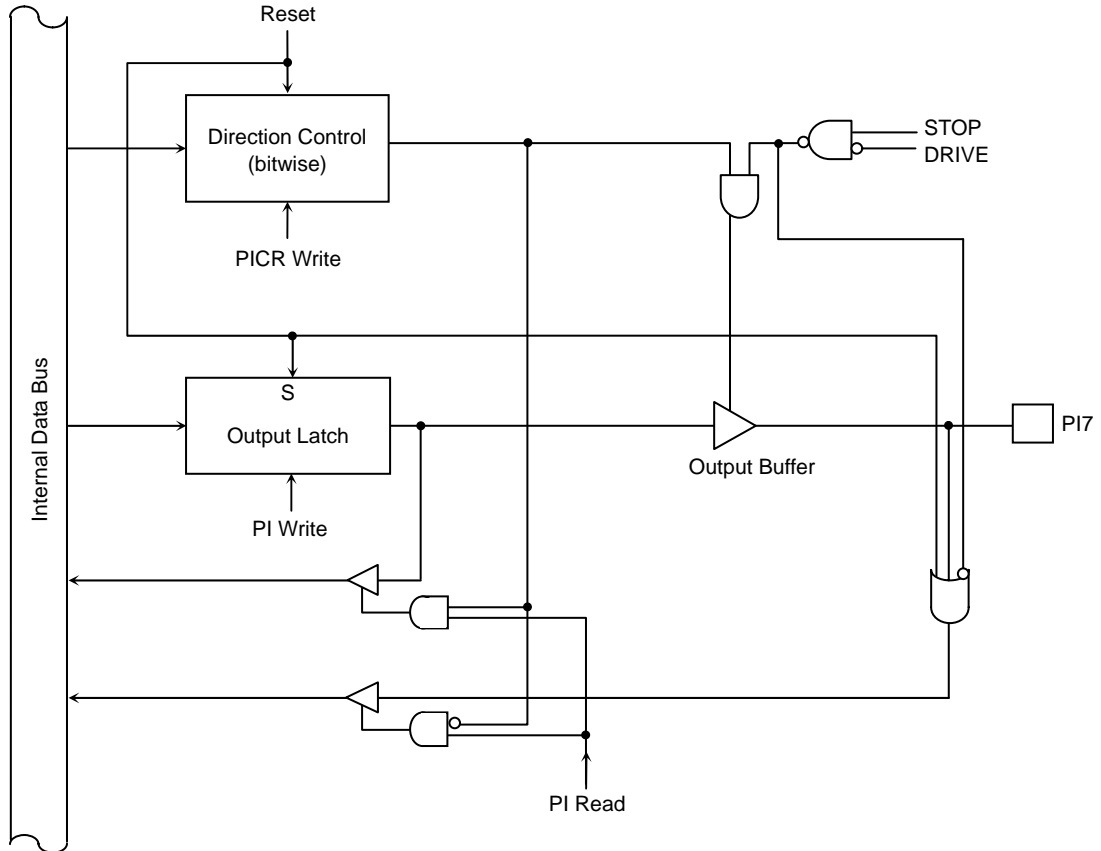 Reset
Direction Control
(bitwise)
STOP
DRIVE
PICR Write
Internal Data Bus
S
Output Latch
PI7
Output Buffer
PI Write
PI Read